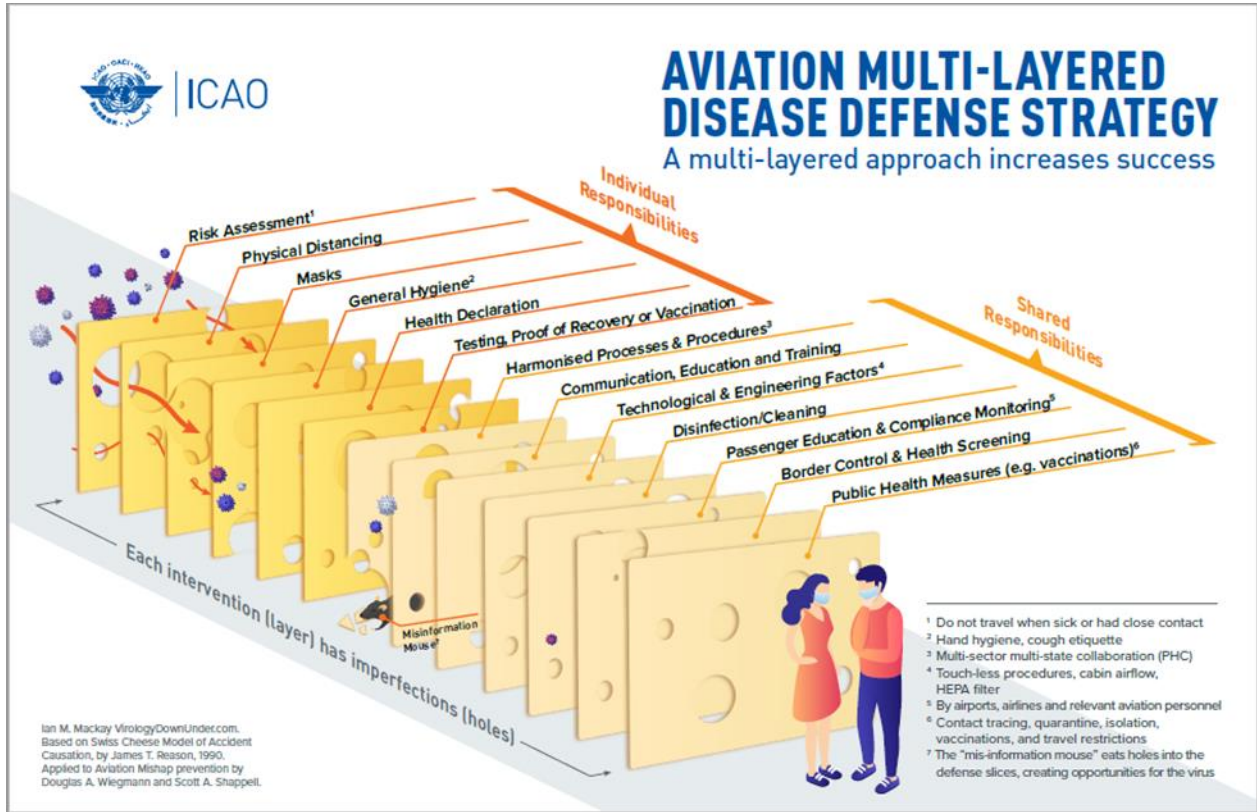 ICAO · OACI · ИКАО
ICAO
AVIATION MULTI-LAYERED
DISEASE DEFENSE STRATEGY
A multi-layered approach increases success
Individual
Responsibilities
Risk Assessment¹
Physical Distancing
Masks
General Hygiene²
Health Declaration
Testing, Proof of Recovery or Vaccination
Shared
Responsibilities
Harmonised Processes & Procedures³
Communication, Education and Training
Technological & Engineering Factors⁴
Disinfection/Cleaning
Passenger Education & Compliance Monitoring⁵
Border Control & Health Screening
Public Health Measures (e.g. vaccinations)⁶
Each intervention (layer) has imperfections (holes)
Misinformation
Mouse⁷
Ian M. Mackay VirologyDownUnder.com.
Based on Swiss Cheese Model of Accident
Causation, by James T. Reason, 1990.
Applied to Aviation Mishap prevention by
Douglas A. Wiegmann and Scott A. Shappell.
¹ Do not travel when sick or had close contact
² Hand hygiene, cough etiquette
³ Multi-sector multi-state collaboration (PHC)
⁴ Touch-less procedures, cabin airflow,
HEPA filter
⁵ By airports, airlines and relevant aviation personnel
⁶ Contact tracing, quarantine, isolation,
vaccinations, and travel restrictions
⁷ The "mis-information mouse" eats holes into the
defense slices, creating opportunities for the virus